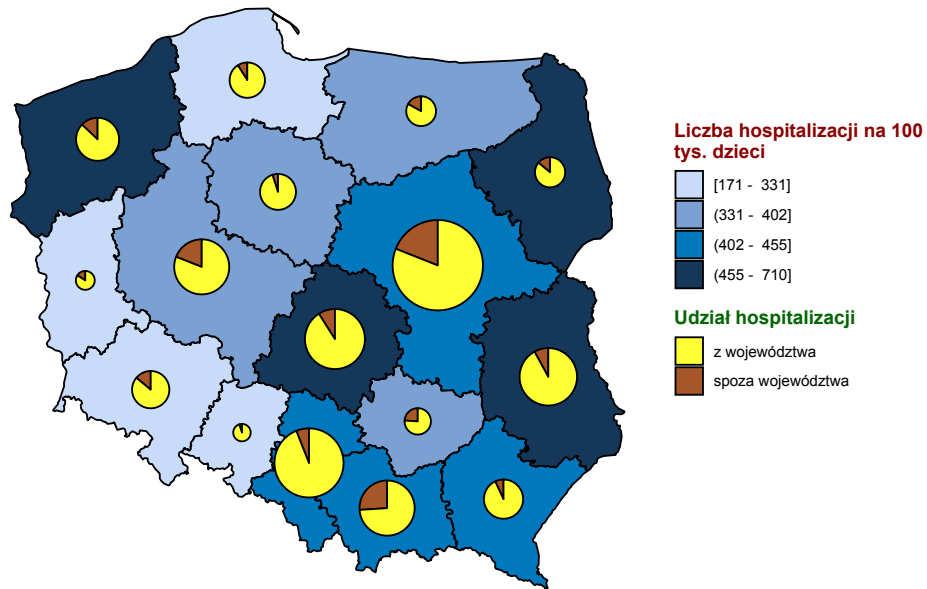 Liczba hospitalizacji na 100
tys. dzieci
[171 - 331]
(331 - 402]
(402 - 455]
(455 - 710]
Udział hospitalizacji
z województwa
spoza województwa